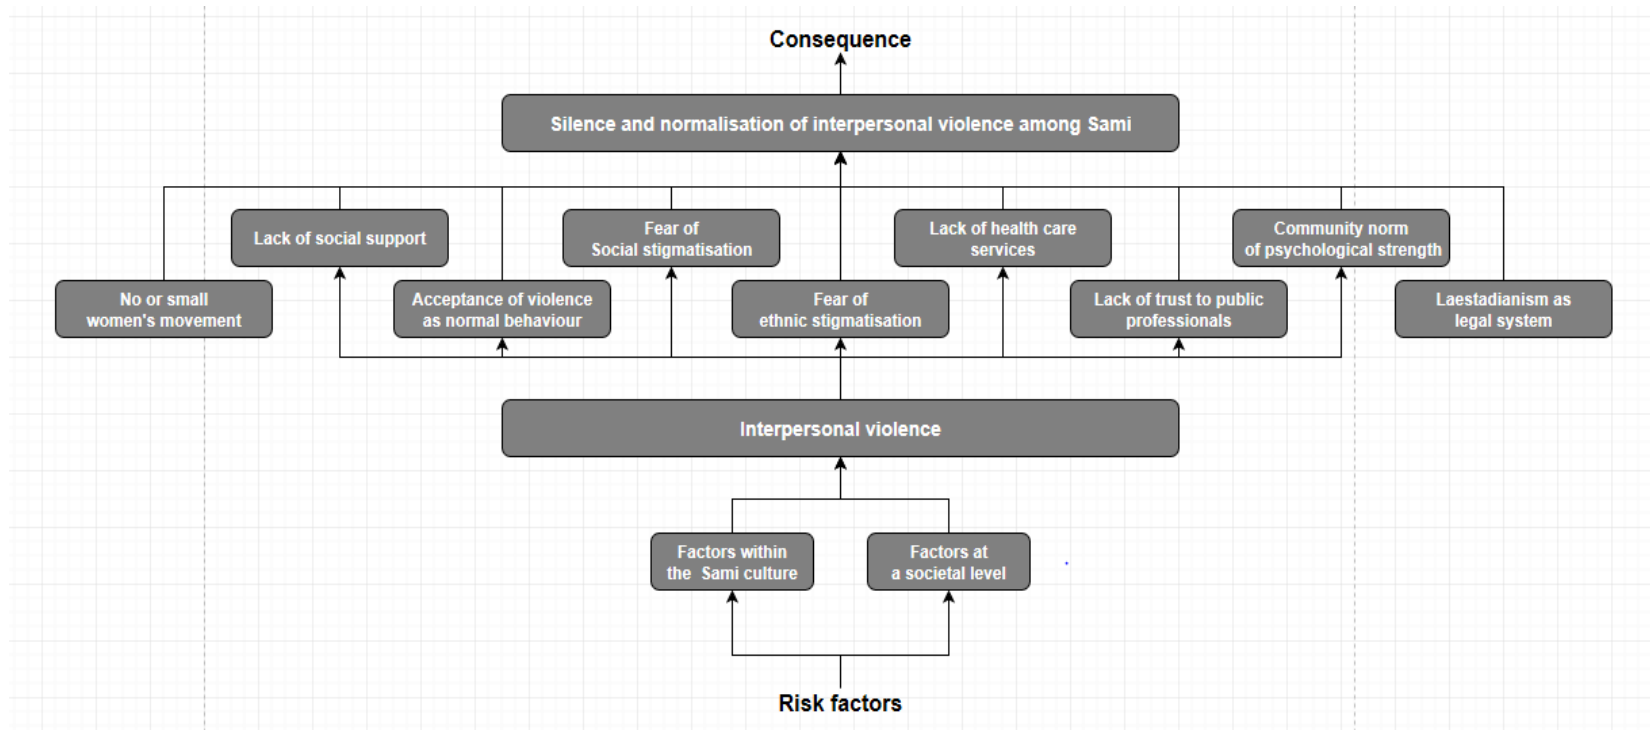 Consequence
Silence and normalisation of interpersonal violence among Sami
Lack of social support
Fear of
Social stigmatisation
Lack of health care
services
Community norm
of psychological strength
No or small
women's movement
Acceptance of violence
as normal behaviour
Fear of
ethnic stigmatisation
Lack of trust to public
professionals
Laestadianism as
legal system
Interpersonal violence
Factors within
the Sami culture
Factors at
a societal level
Risk factors